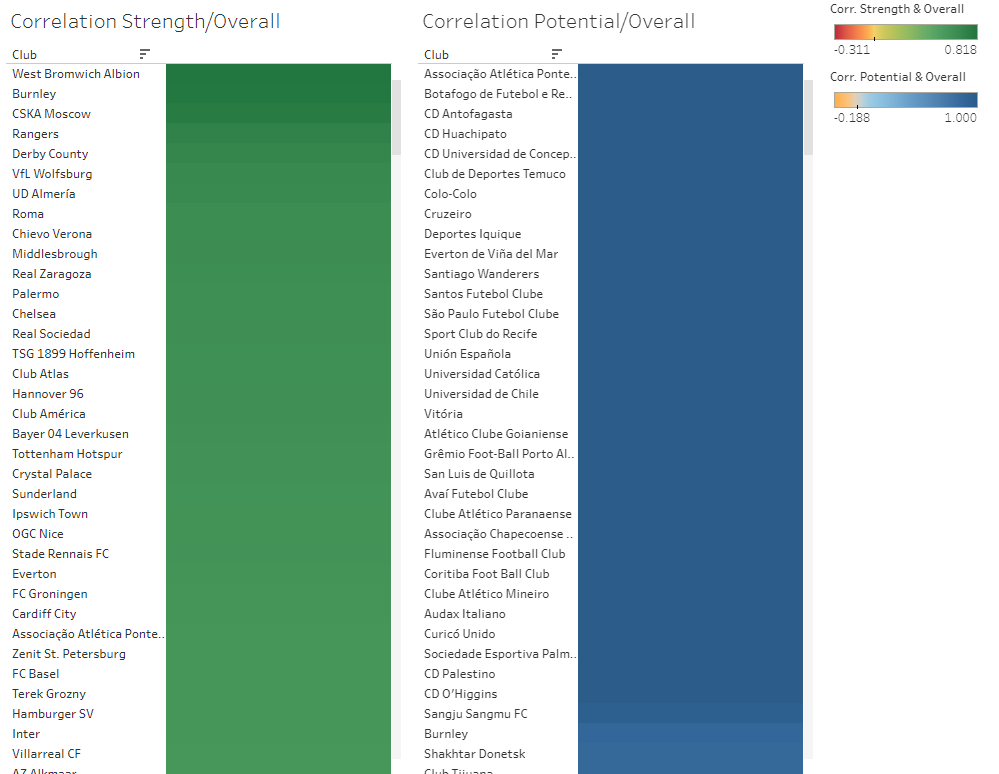 Correlation Strength/Overall
Club
West Bromwich Albion
Burnley
CSKA Moscow
Rangers
Derby County
VfL Wolfsburg
UD Almería
Roma
Chievo Verona
Middlesbrough
Real Zaragoza
Palermo
Chelsea
Real Sociedad
TSG 1899 Hoffenheim
Club Atlas
Hannover 96
Club América
Bayer 04 Leverkusen
Tottenham Hotspur
Crystal Palace
Sunderland
Ipswich Town
OGC Nice
Stade Rennais FC
Everton
FC Groningen
Cardiff City
Associação Atlética Ponte..
Zenit St. Petersburg
FC Basel
Terek Grozny
Hamburger SV
Inter
Villarreal CF
AZ Alkmaar
Correlation Potential/Overall
Club
Associação Atlética Ponte..
Botafogo de Futebol e Re..
CD Antofagasta
CD Huachipato
CD Universidad de Concep..
Club de Deportes Temuco
Colo-Colo
Cruzeiro
Deportes Iquique
Everton de Viña del Mar
Santiago Wanderers
Santos Futebol Clube
São Paulo Futebol Clube
Sport Club do Recife
Unión Española
Universidad Católica
Universidad de Chile
Vitória
Atlético Clube Goianiense
Grêmio Foot-Ball Porto Al..
San Luis de Quillota
Avaí Futebol Clube
Clube Atlético Paranaense
Associação Chapecoense ..
Fluminense Football Club
Coritiba Foot Ball Club
Clube Atlético Mineiro
Audax Italiano
Curicó Unido
Sociedade Esportiva Palm..
CD Palestino
CD O'Higgins
Sangju Sangmu FC
Burnley
Shakhtar Donetsk
Club Tijuana
Corr. Strength & Overall
-0.311 0.818
Corr. Potential & Overall
-0.188 1.000